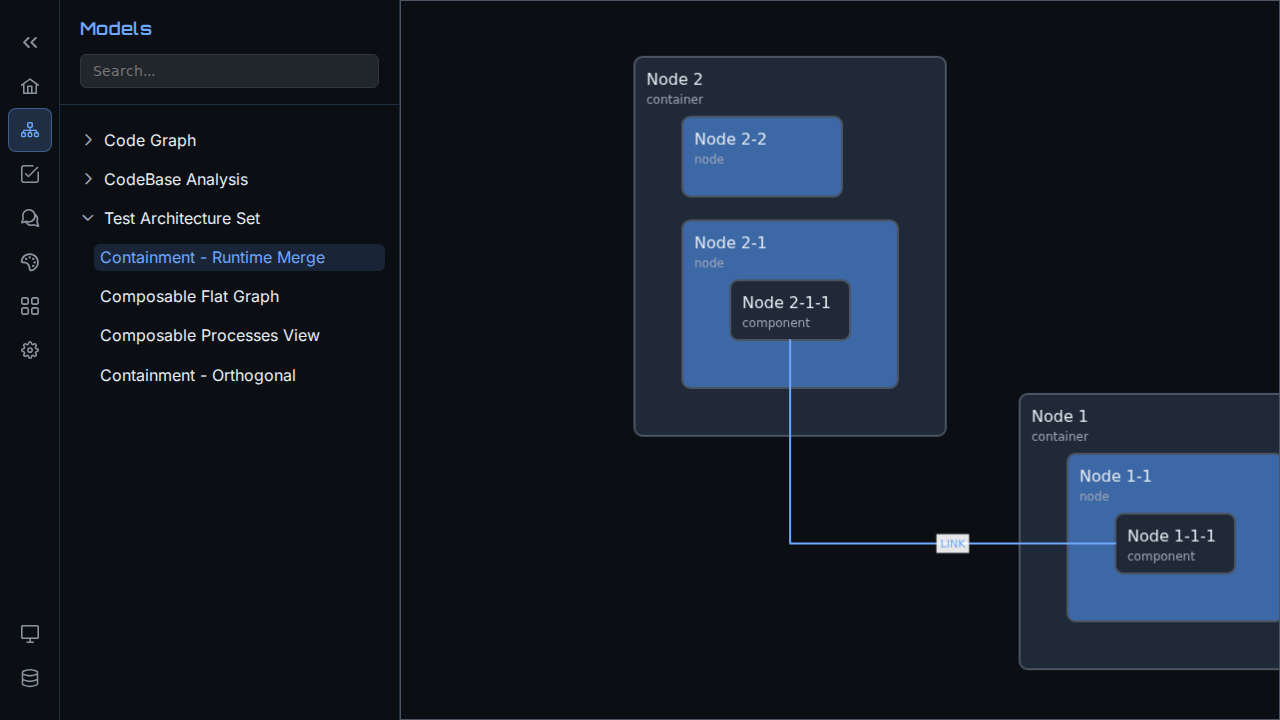 Models
Search...
Code Graph
CodeBase Analysis
Test Architecture Set
Containment - Runtime Merge
Composable Flat Graph
Composable Processes View
Containment - Orthogonal
Node 2
container
Node 2-2
node
Node 2-1
node
Node 2-1-1
component
LINK
Node 1
container
Node 1-1
node
Node 1-1-1
component